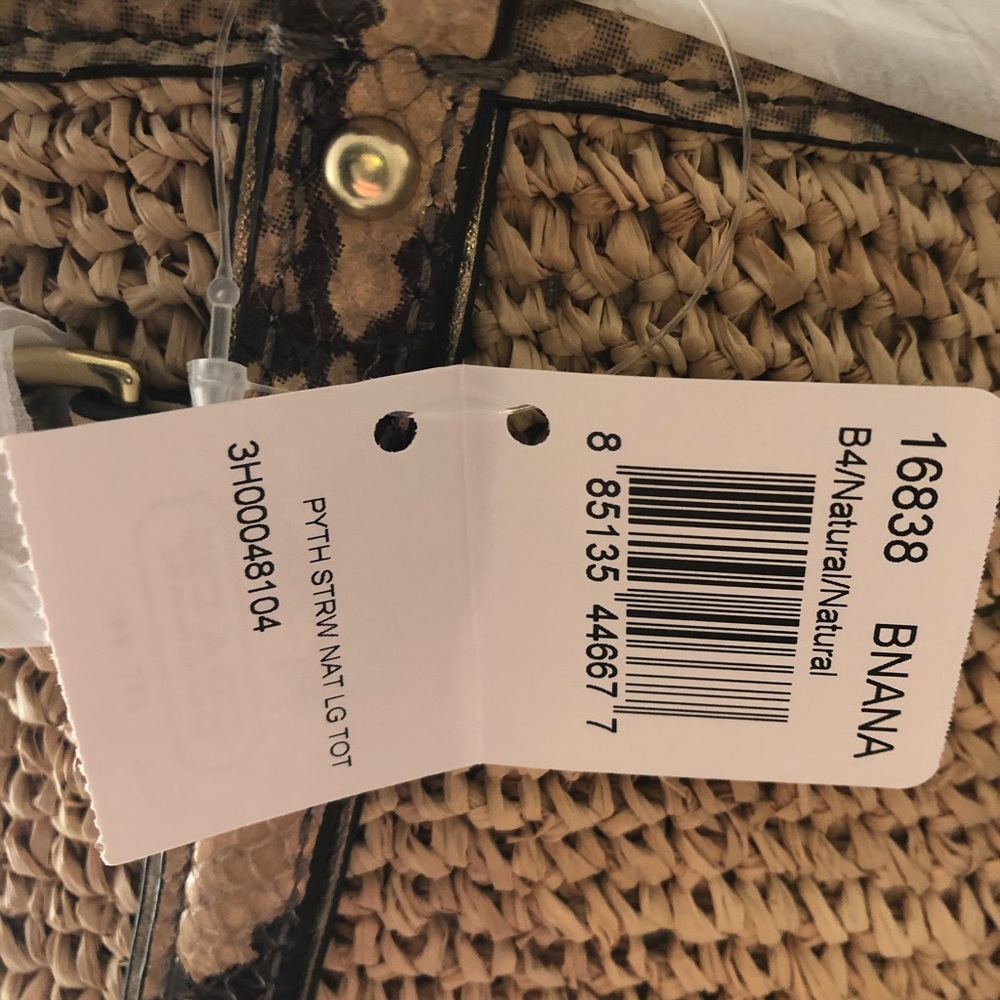 16838 BNANA
B4/Natural/Natural
8 85135 44667 7
PYTH STRW NAT LG TOT
3H00048104